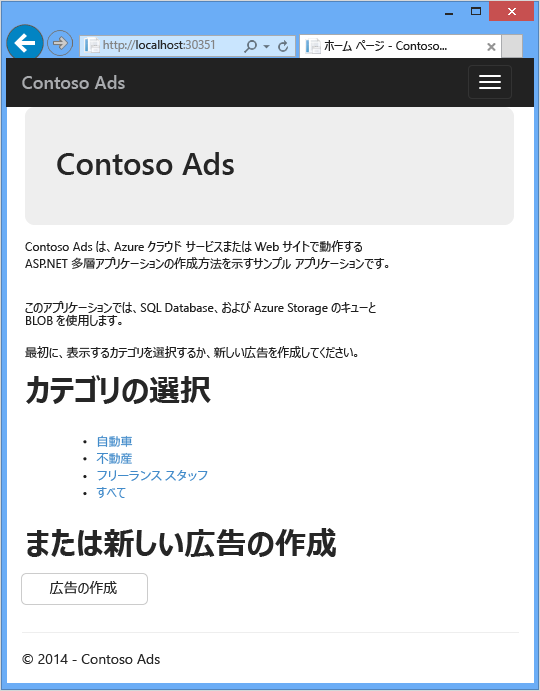 http://localhost:30351
ホーム ページ - Contoso...
Contoso Ads
Contoso Ads
Contoso Ads は、Azure クラウド サービスまたは Web サイトで動作する
ASP.NET 多層アプリケーションの作成方法を示すサンプル アプリケーションです。
このアプリケーションでは、SQL Database、および Azure Storage のキューと
BLOB を使用します。
最初に、表示するカテゴリを選択するか、新しい広告を作成してください。
カテゴリの選択
• 自動車
• 不動産
• フリーランス スタッフ
• すべて
または新しい広告の作成
広告の作成
© 2014 - Contoso Ads